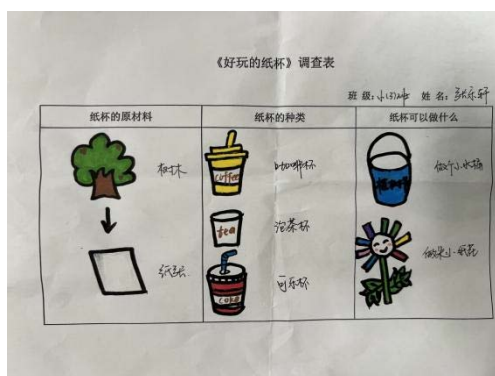 《好玩的纸杯》调查表
班级:小(3)班 姓名:张
纸杯的原材料 纸杯的种类 纸杯可以做什么
树木
纸张
coffee 咖啡杯
tea 泡茶杯
coke 可乐杯
做个小水桶
做朵小纸花